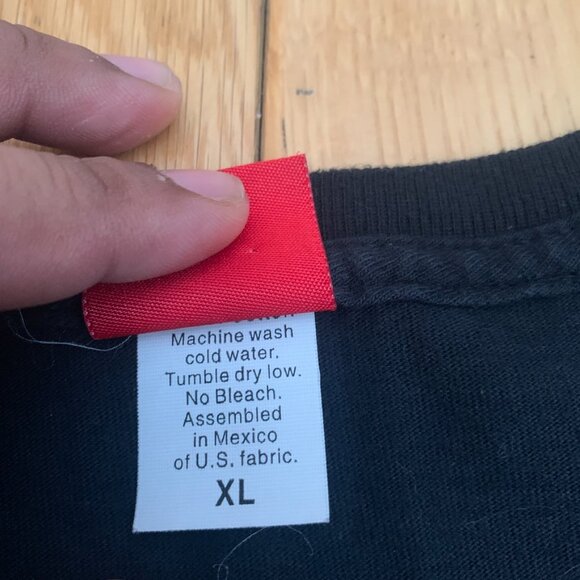 Machine wash
cold water.
Tumble dry low.
No Bleach.
Assembled
in Mexico
of U.S. fabric.
XL